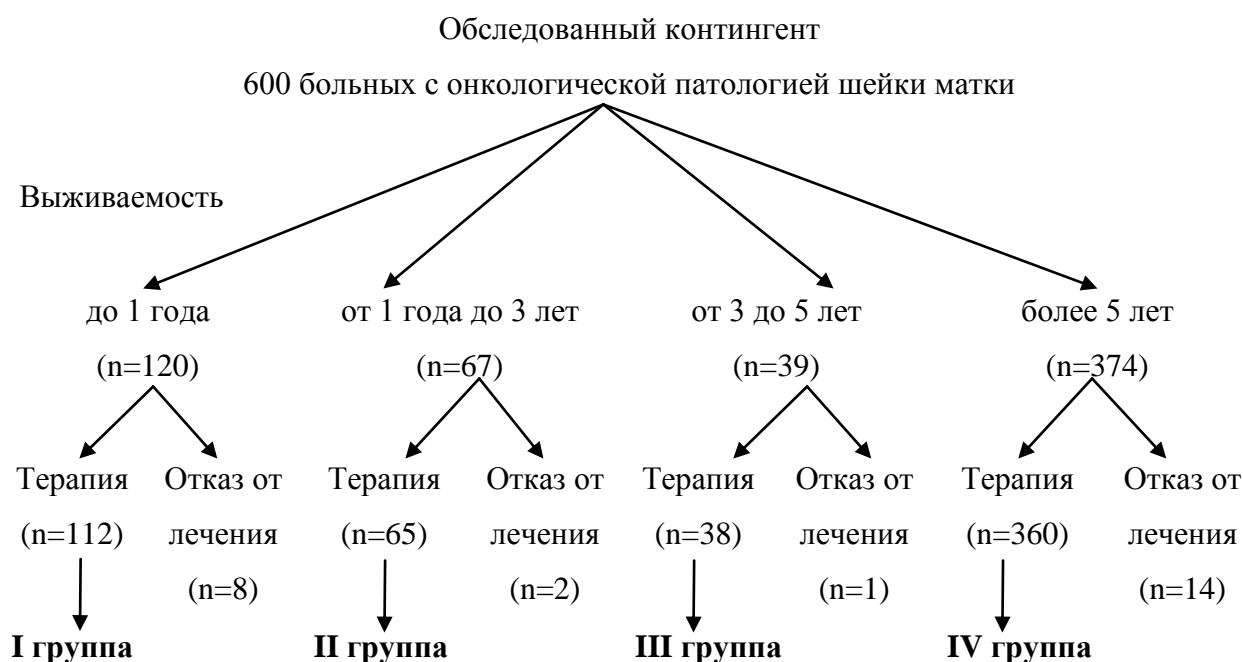 Обследованный контингент
600 больных с онкологической патологией шейки матки
Выживаемость
до 1 года от 1 года до 3 лет от 3 до 5 лет более 5 лет
(n=120) (n=67) (n=39) (n=374)
Терапия Отказ от Терапия Отказ от Терапия Отказ от Терапия Отказ от
(n=112) лечения (n=65) лечения (n=38) лечения (n=360) лечения
(n=8) (n=2) (n=1) (n=14)
I группа II группа III группа IV группа